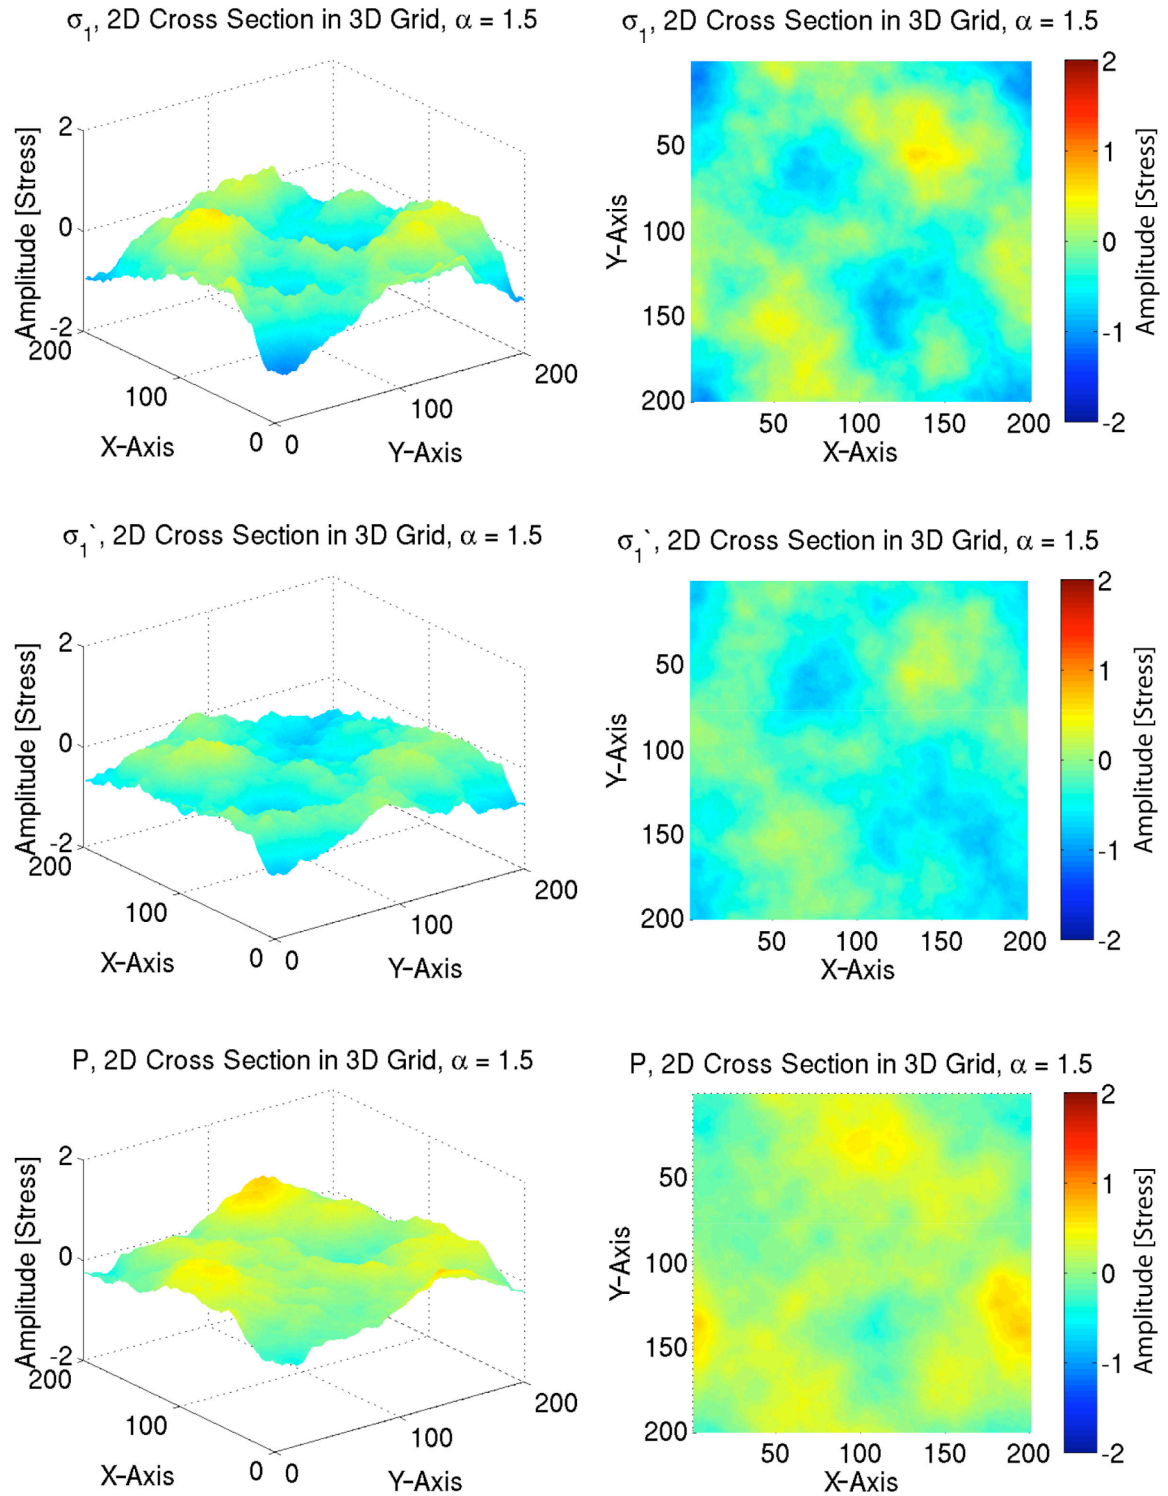 σ1, 2D Cross Section in 3D Grid, α = 1.5
2
0
-2
Amplitude [Stress]
200
100
0
X-Axis
0
100
200
Y-Axis
σ1, 2D Cross Section in 3D Grid, α = 1.5
50
100
150
200
Y-Axis
50
100
150
200
X-Axis
2
1
0
-1
-2
Amplitude [Stress]
σ1`, 2D Cross Section in 3D Grid, α = 1.5
2
0
-2
Amplitude [Stress]
200
100
0
X-Axis
0
100
200
Y-Axis
σ1`, 2D Cross Section in 3D Grid, α = 1.5
50
100
150
200
Y-Axis
50
100
150
200
X-Axis
2
1
0
-1
-2
Amplitude [Stress]
P, 2D Cross Section in 3D Grid, α = 1.5
2
0
-2
Amplitude [Stress]
200
100
0
X-Axis
0
100
200
Y-Axis
P, 2D Cross Section in 3D Grid, α = 1.5
50
100
150
200
Y-Axis
50
100
150
200
X-Axis
2
1
0
-1
-2
Amplitude [Stress]